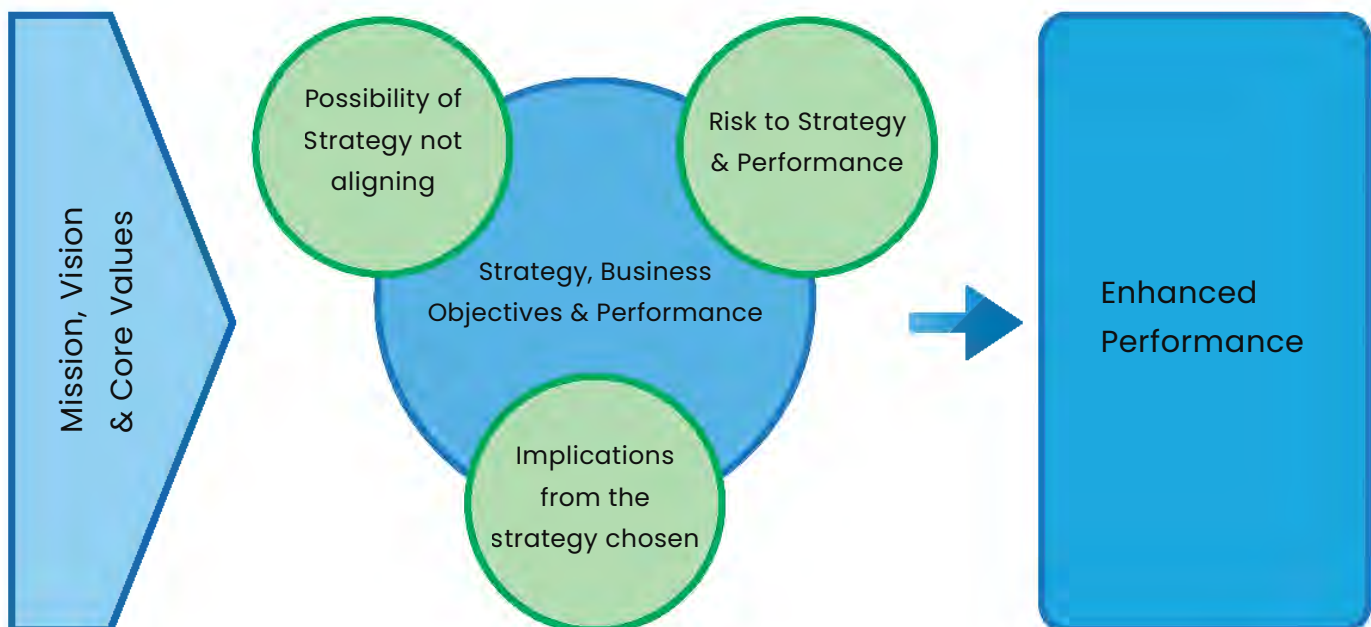 Mission, Vision
& Core Values
Possibility of
Strategy not
aligning
Risk to Strategy
& Performance
Strategy, Business
Objectives & Performance
Implications
from the
strategy chosen
Enhanced
Performance